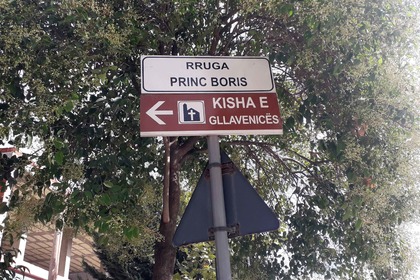 RRUGA
PRINC BORIS
KISHA E
GLLAVENICËS